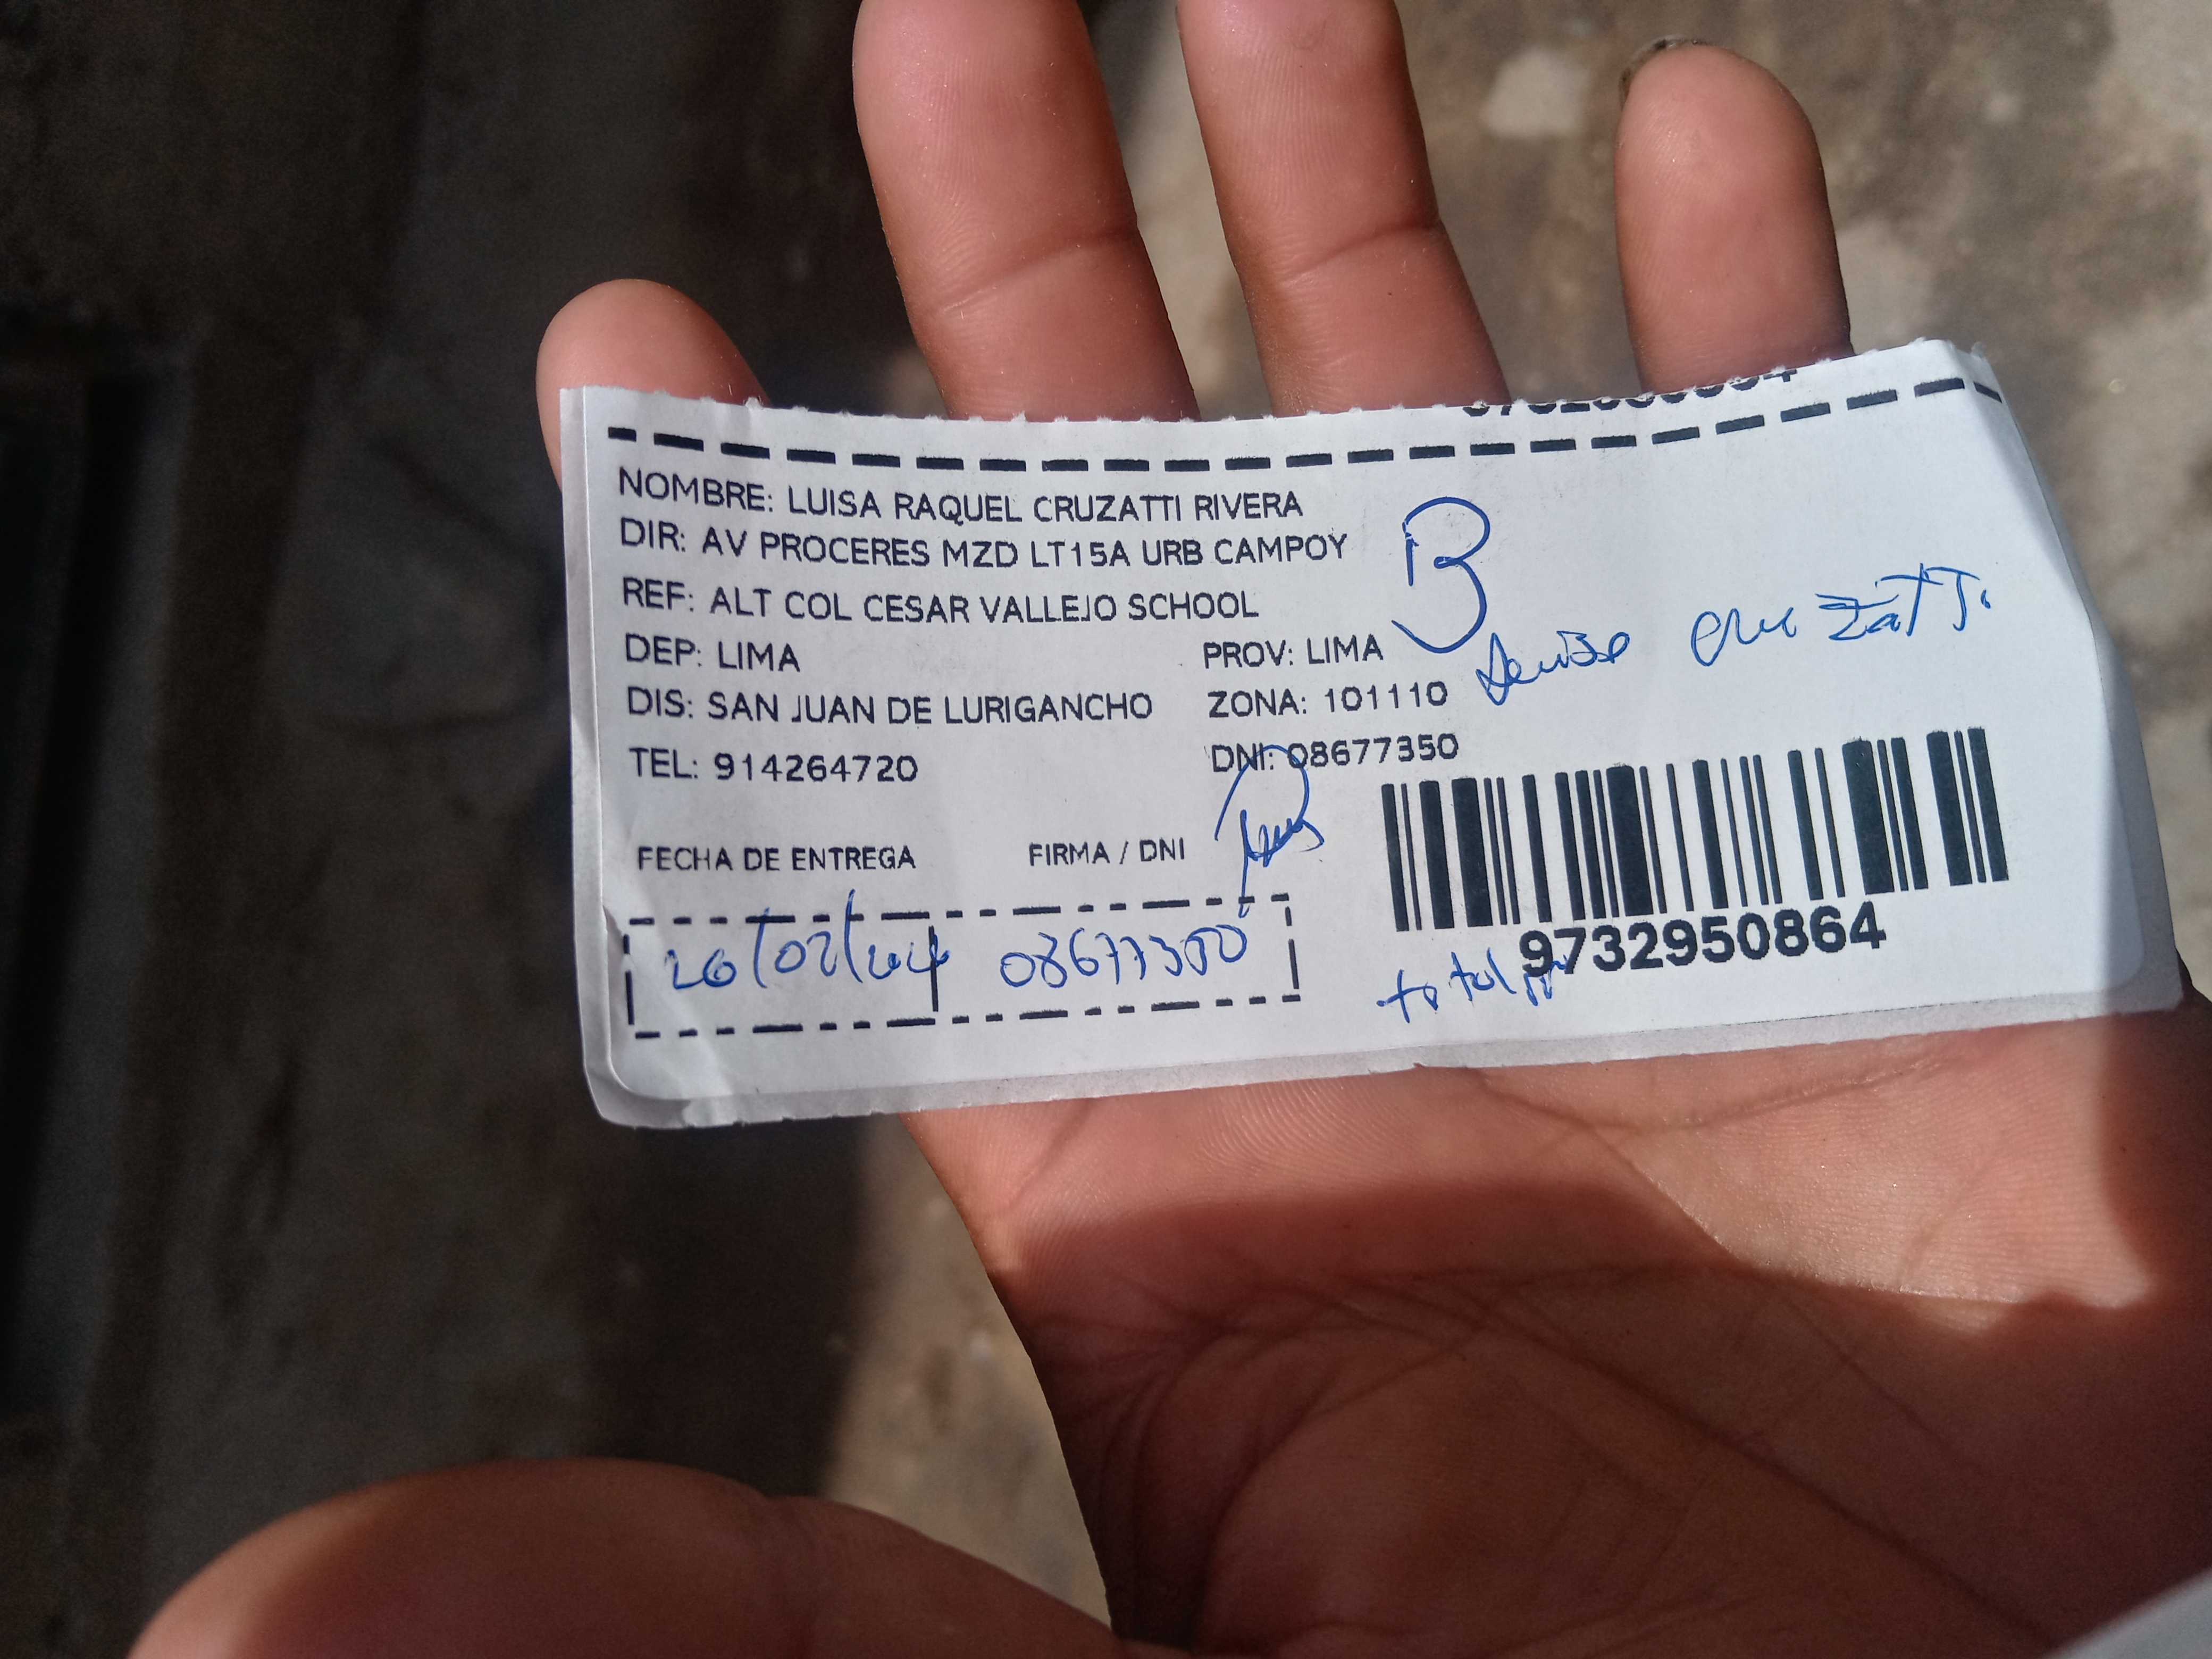 NOMBRE: LUISA RAQUEL CRUZATTI RIVERA
DIR: AV PROCERES MZD LT15A URB CAMPOY
REF: ALT COL CESAR VALLEJO SCHOOL
DEP: LIMA PROV: LIMA
DIS: SAN JUAN DE LURIGANCHO ZONA: 101110
TEL: 914264720 DNI: 08677350
FECHA DE ENTREGA FIRMA / DNI
08677350
9732950864